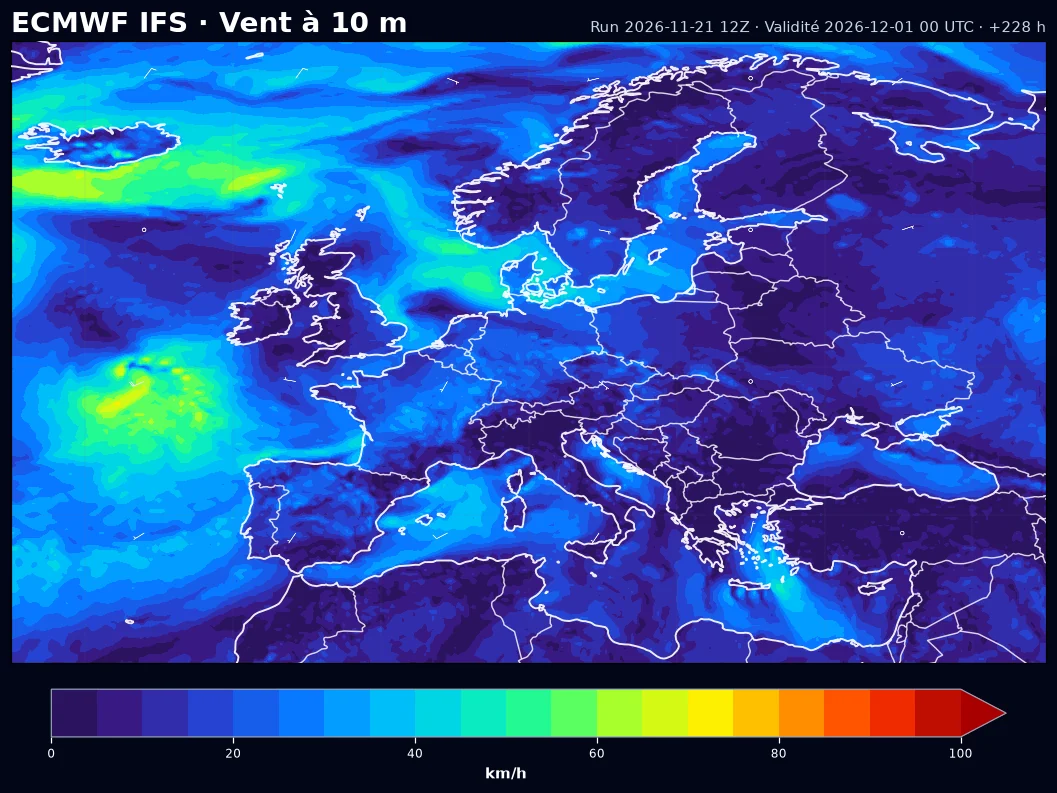 ECMWF IFS · Vent à 10 m
Run 2026-11-21 12Z · Validité 2026-12-01 00 UTC · +228 h
0 20 40 60 80 100
km/h